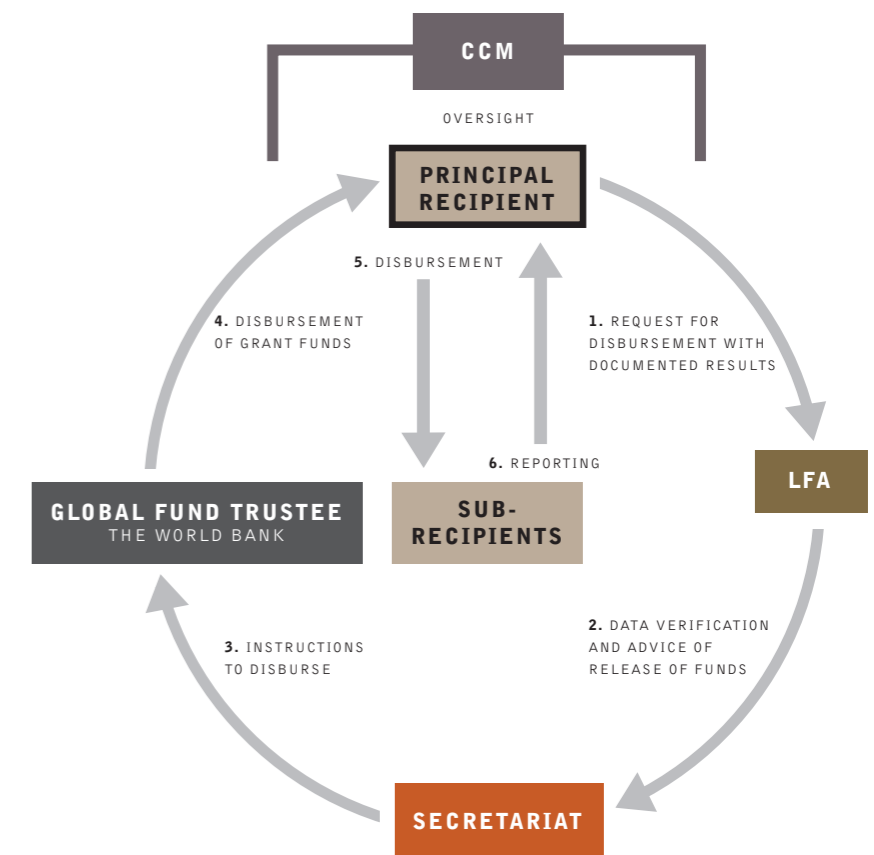 CCM
OVERSIGHT
PRINCIPAL
RECIPIENT
5. DISBURSEMENT
4. DISBURSEMENT
OF GRANT FUNDS
1. REQUEST FOR
DISBURSEMENT WITH
DOCUMENTED RESULTS
6. REPORTING
LFA
GLOBAL FUND TRUSTEE
THE WORLD BANK
SUB-
RECIPIENTS
2. DATA VERIFICATION
AND ADVICE OF
RELEASE OF FUNDS
3. INSTRUCTIONS
TO DISBURSE
SECRETARIAT